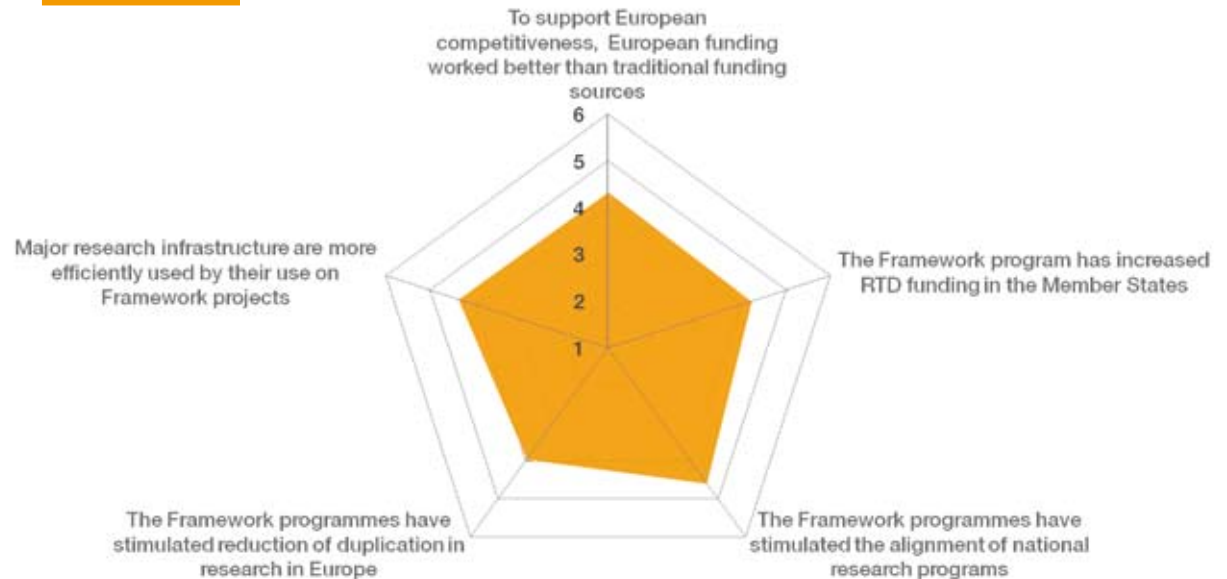 To support European
competitiveness, European funding
worked better than traditional funding
sources
6
5
4
3
2
1
Major research infrastructure are more
efficiently used by their use on
Framework projects
The Framework program has increased
RTD funding in the Member States
The Framework programmes have
stimulated reduction of duplication in
research in Europe
The Framework programmes have
stimulated the alignment of national
research programs